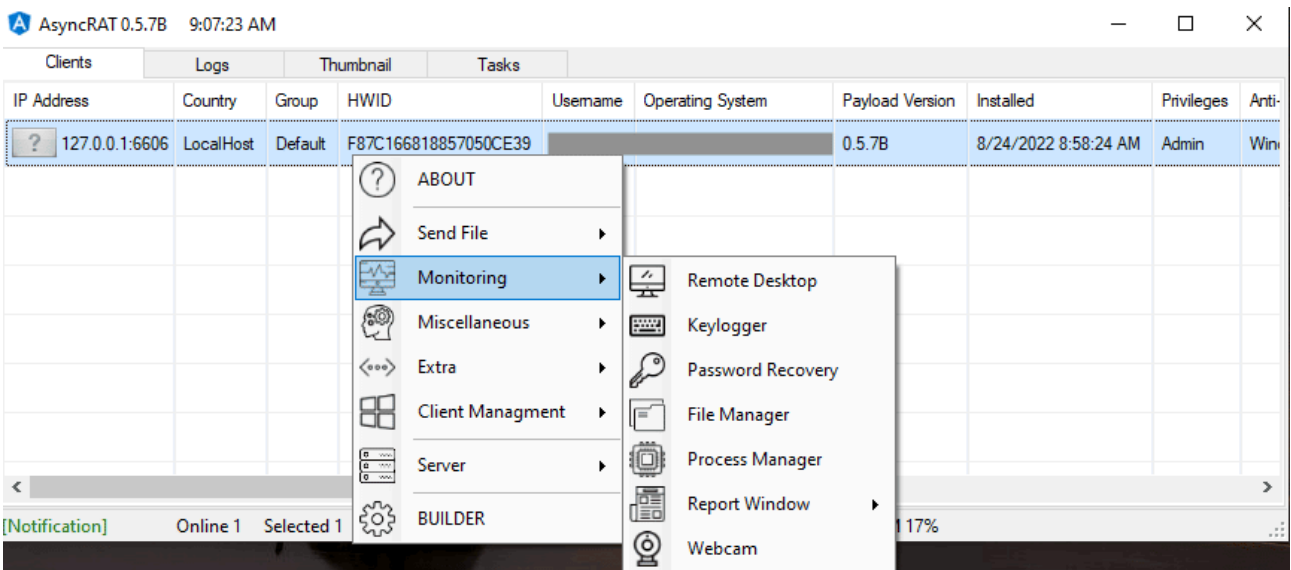 AsyncRAT 0.5.7B 9:07:23 AM
Clients Logs Thumbnail Tasks
IP Address Country Group HWID Username Operating System Payload Version Installed Privileges Anti-
127.0.0.1:6606 LocalHost Default F87C166818857050CE39 0.5.7B 8/24/2022 8:58:24 AM Admin
ABOUT
Send File
Monitoring
Miscellaneous
Extra
Client Managment
Server
BUILDER
Remote Desktop
Keylogger
Password Recovery
File Manager
Process Manager
Report Window
Webcam
[Notification] Online 1 Selected 1 17%